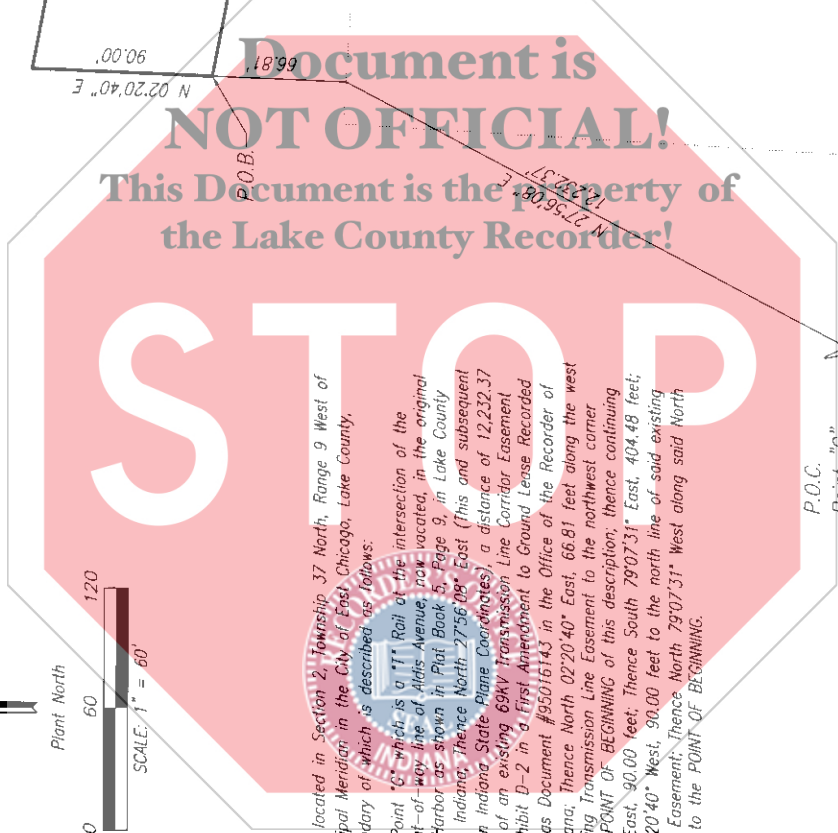 90.00'
N 02°20'40" E
66.81'
P.O.B.
N 27°56'08" E
12,232.37'
Document is
NOT OFFICIAL!
This Document is the property of
the Lake County Recorder!
STOP
P.O.C.
Plant North
0 60 120
SCALE: 1" = 60'
located in Section 2, Township 37 North, Range 9 West of
Meridian in the City of East Chicago, Lake County,
of which is described as follows:
Point "C" which is a "T" Rail at the intersection of the
line of Aldis Avenue, now vacated, in the original
Harbor as shown in Plat Book 5, Page 9, in Lake County
Indiana; Thence North 27°56'08" East (This and subsequent
Indiana State Plane Coordinates), a distance of 12,232.37
of an existing 69KV Transmission Line Corridor Easement
D-2 in a First Amendment to Ground Lease Recorded
as Document #95016143 in the Office of the Recorder of
Thence North 02°20'40" East, 66.81 feet along the west
Transmission Line Easement to the northwest corner
POINT OF BEGINNING of this description; thence continuing
East, 90.00 feet; Thence South 79°07'31" East, 404.48 feet;
20'40" West, 90.00 feet to the north line of said existing
Easement; Thence North 79°07'31" West along said North
to the POINT OF BEGINNING.
RECORDER'S OFFICE
SEAL
INDIANA